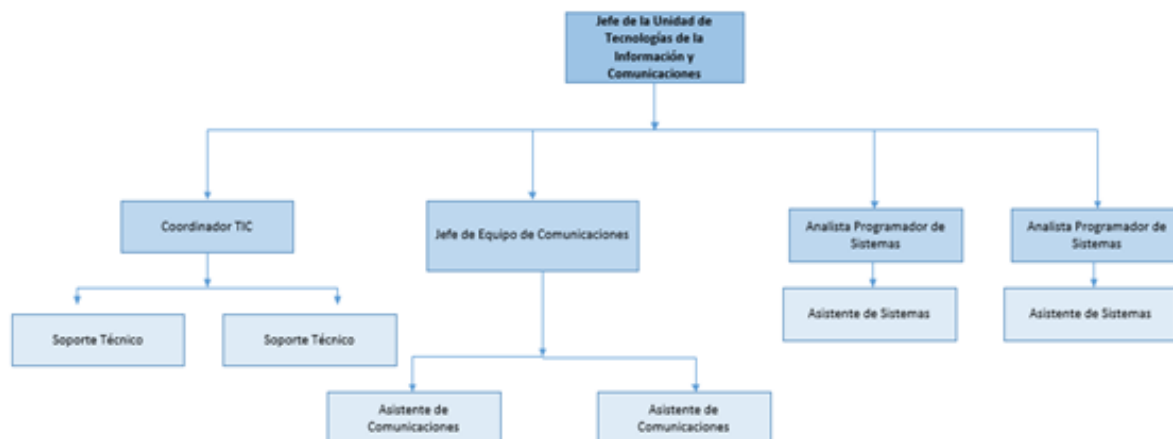 Jefe de la Unidad de
Tecnologías de la
Información y
Comunicaciones
Coordinador TIC
Jefe de Equipo de Comunicaciones
Analista Programador de
Sistemas
Analista Programador de
Sistemas
Soporte Técnico
Soporte Técnico
Asistente de Sistemas
Asistente de Sistemas
Asistente de
Comunicaciones
Asistente de
Comunicaciones